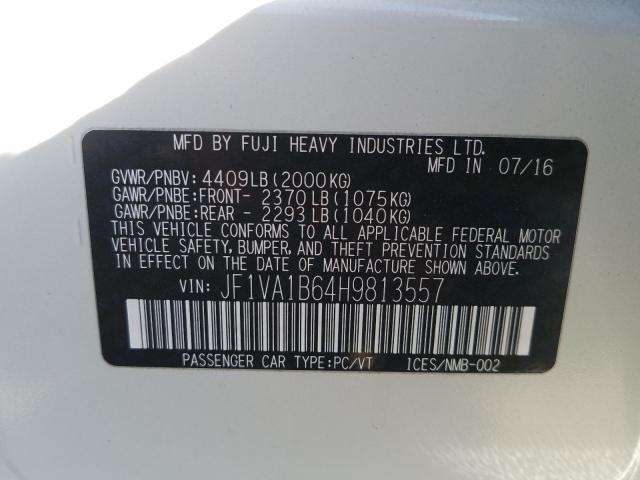 MFD BY FUJI HEAVY INDUSTRIES LTD.
MFD IN 07/16
GVWR/PNBV: 4409LB(2000KG)
GAWR/PNBE:FRONT- 2370LB(1075KG)
GAWR/PNBE:REAR - 2293LB(1040KG)
THIS VEHICLE CONFORMS TO ALL APPLICABLE FEDERAL MOTOR
VEHICLE SAFETY, BUMPER, AND THEFT PREVENTION STANDARDS
IN EFFECT ON THE DATE OF MANUFACTURE SHOWN ABOVE.
VIN: JF1VA1B64H9813557
PASSENGER CAR TYPE:PC/VT ICES/NMB-002